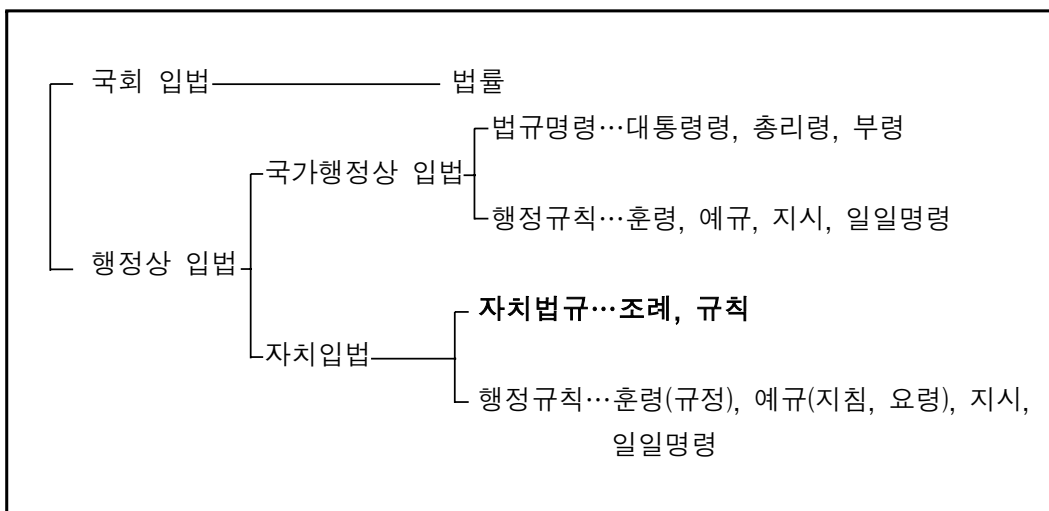 국회 입법 법률
법규명령…대통령령, 총리령, 부령
국가행정상 입법
행정규칙…훈령, 예규, 지시, 일일명령
행정상 입법
자치법규…조례, 규칙
자치입법
행정규칙…훈령(규정), 예규(지침, 요령), 지시,
일일명령